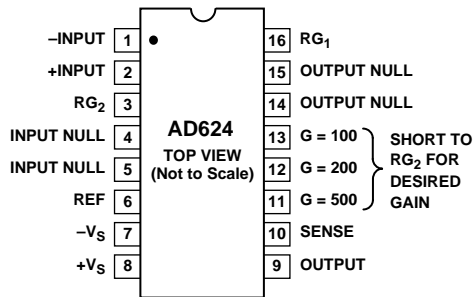 –INPUT 1
+INPUT 2
RG2 3
INPUT NULL 4
INPUT NULL 5
REF 6
–VS 7
+VS 8
AD624
TOP VIEW
(Not to Scale)
16 RG1
15 OUTPUT NULL
14 OUTPUT NULL
13 G = 100
12 G = 200
11 G = 500
10 SENSE
9 OUTPUT
SHORT TO
RG2 FOR
DESIRED
GAIN